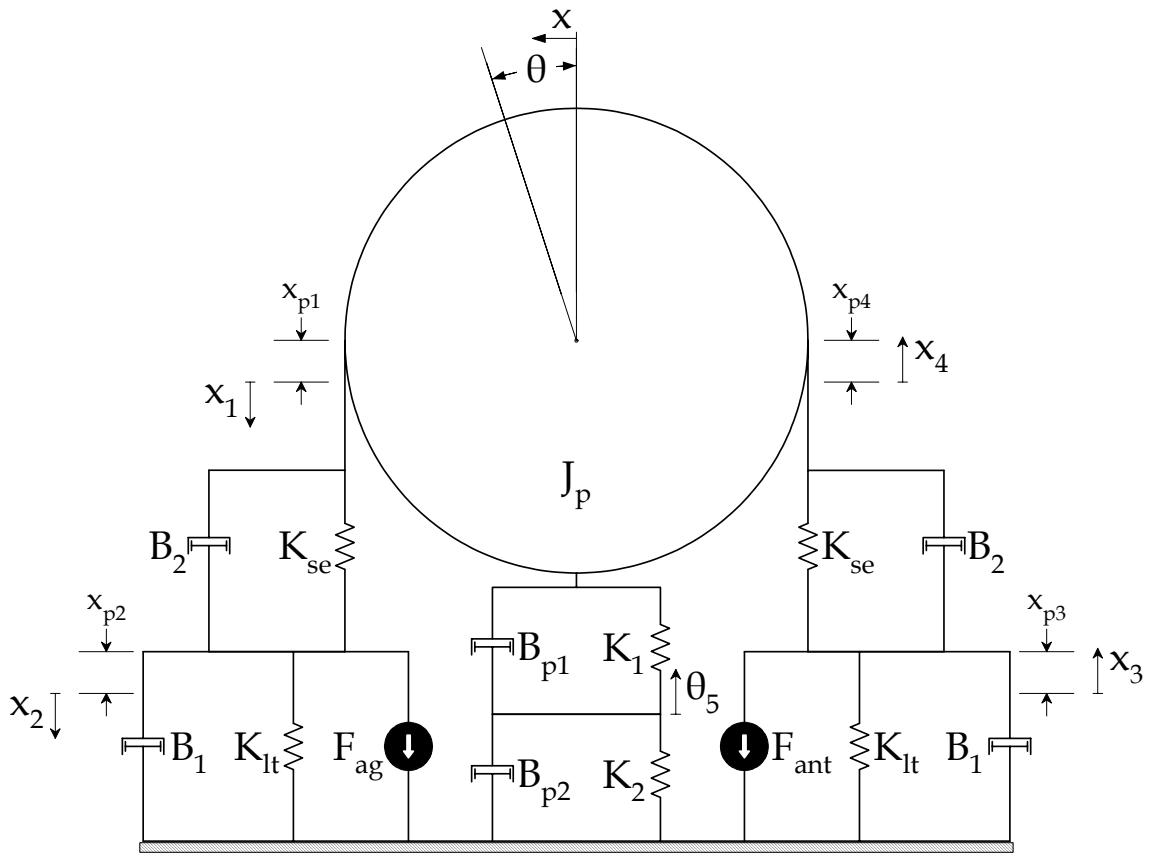 x
θ
x_p1
x_p4
x_4
x_1
J_p
B_2
K_se
K_se
B_2
x_p2
x_p3
B_p1
K_1
x_3
θ_5
x_2
B_1
K_lt
F_ag
B_p2
K_2
F_ant
K_lt
B_1